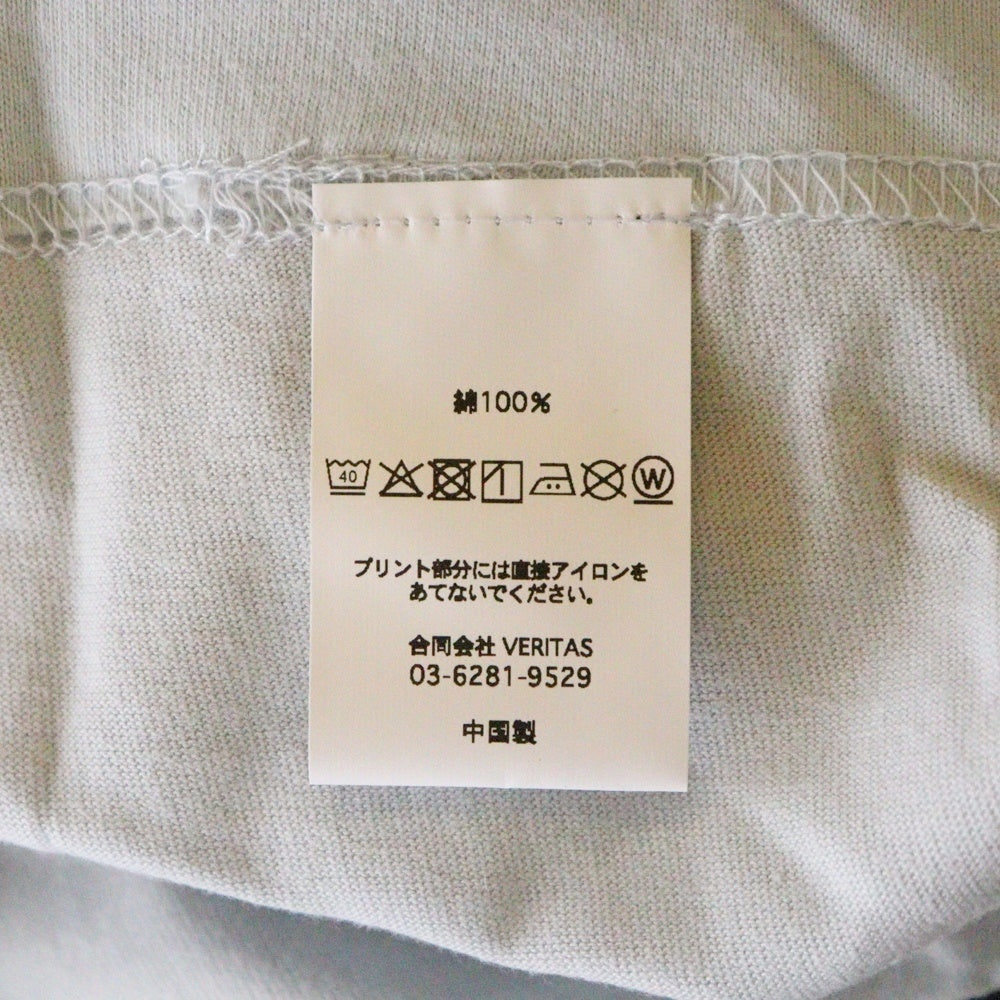 綿100%
40
W
プリント部分には直接アイロンを
あてないでください。
合同会社 VERITAS
03-6281-9529
中国製